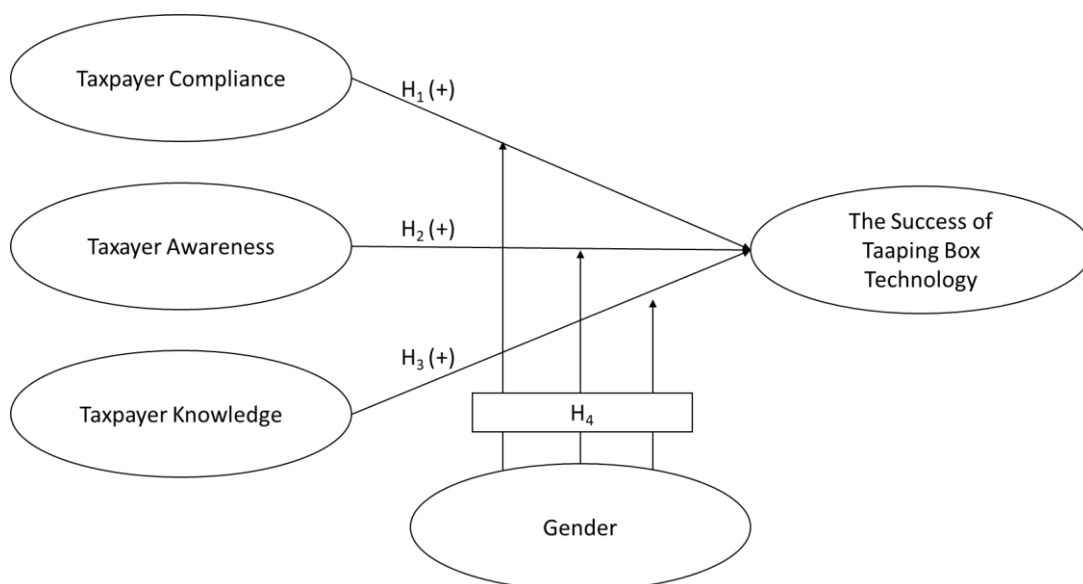 Taxpayer Compliance
H₁ (+)
Taxayer Awareness
H₂ (+)
The Success of
Taaping Box
Technology
H₃ (+)
Taxpayer Knowledge
H₄
Gender